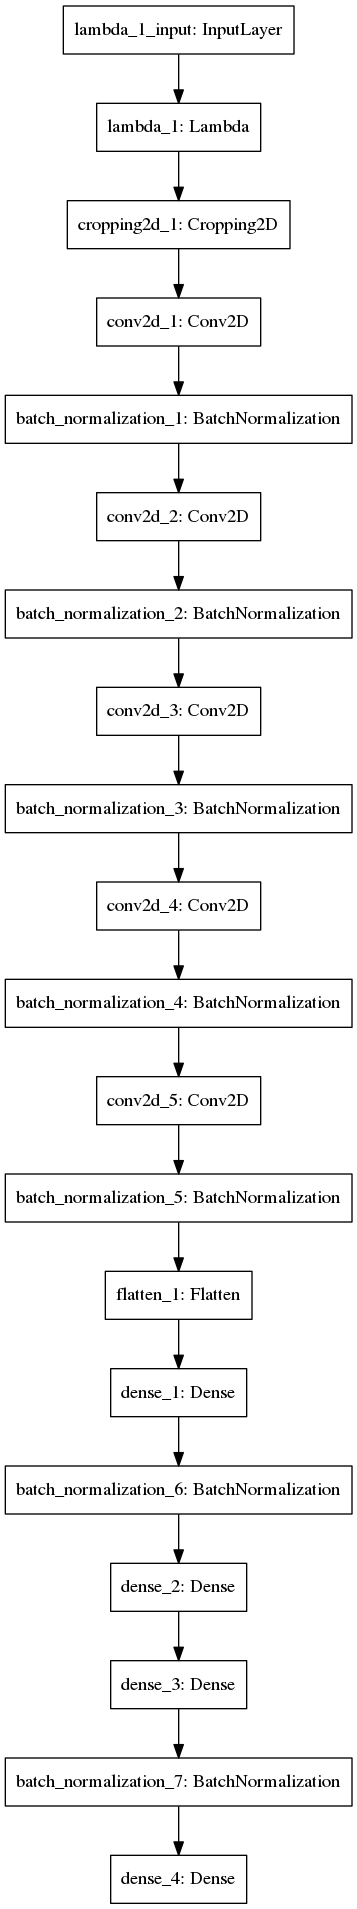 lambda_1_input: InputLayer
lambda_1: Lambda
cropping2d_1: Cropping2D
conv2d_1: Conv2D
batch_normalization_1: BatchNormalization
conv2d_2: Conv2D
batch_normalization_2: BatchNormalization
conv2d_3: Conv2D
batch_normalization_3: BatchNormalization
conv2d_4: Conv2D
batch_normalization_4: BatchNormalization
conv2d_5: Conv2D
batch_normalization_5: BatchNormalization
flatten_1: Flatten
dense_1: Dense
batch_normalization_6: BatchNormalization
dense_2: Dense
dense_3: Dense
batch_normalization_7: BatchNormalization
dense_4: Dense